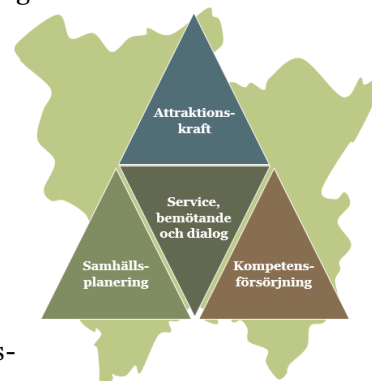 g
Attraktions-
kraft
Service,
bemötande
och dialog
Samhälls-
planering
Kompetens-
försörjning
s-